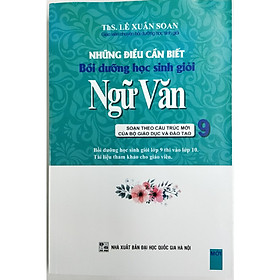 ThS. LÊ XUÂN SOAN
NHỮNG ĐIỀU CẦN BIẾT
Bồi dưỡng học sinh giỏi
Ngữ Văn
SOẠN THEO CẤU TRÚC MỚI
CỦA BỘ GIÁO DỤC VÀ ĐÀO TẠO
9
Bồi dưỡng học sinh giỏi lớp 9 thi vào lớp 10.
Tài liệu tham khảo cho giáo viên.
NHÀ XUẤT BẢN ĐẠI HỌC QUỐC GIA HÀ NỘI